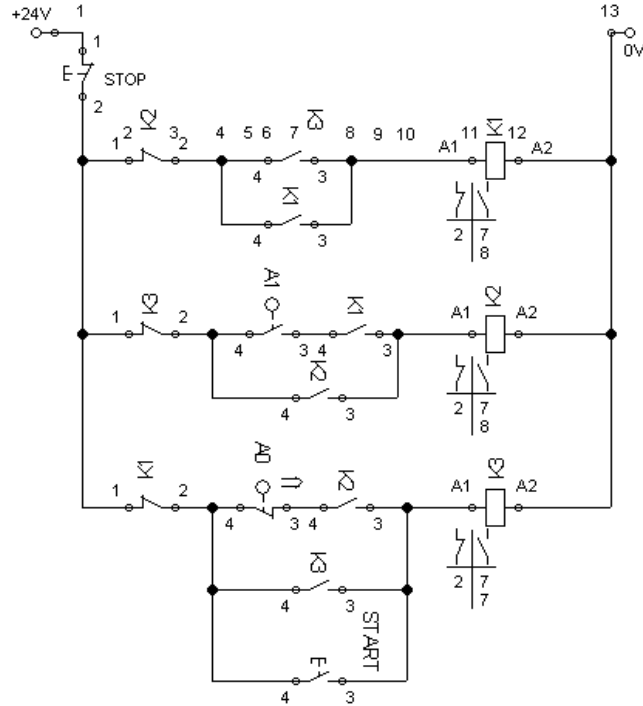 +24V 1 13
0V
1
STOP
2
K2 K3 K1
1 2 3 2 4 5 6 7 8 9 10 A1 11 12 A2
4 3
K1
4 3
2 7
8
K3 A1 K1 K2
1 2 4 3 4 3 A1 A2
K2
4 3
2 7
8
K1 A0 K2 K3
1 2 4 3 4 3 A1 A2
K3
4 3
2 7
7
START
4 3